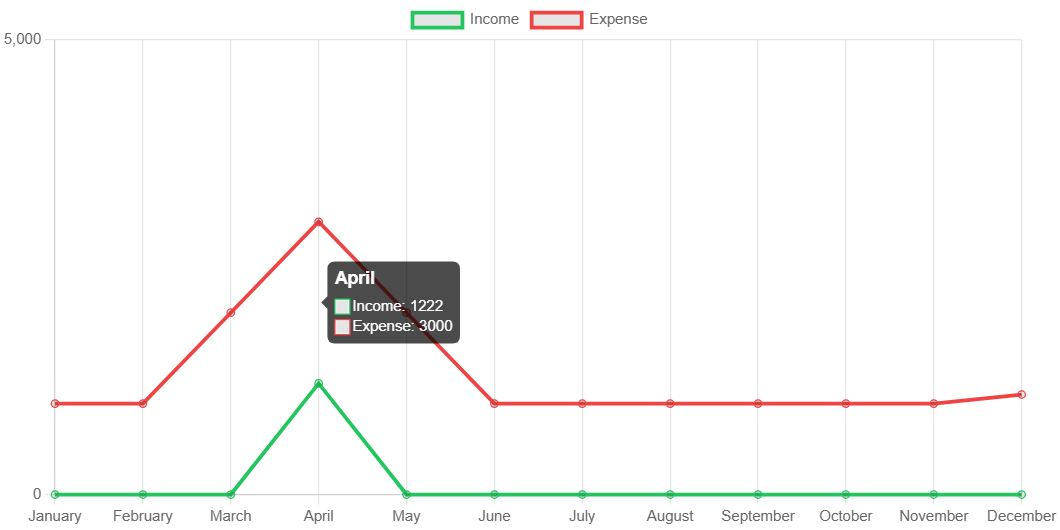 Income Expense
5,000
April
Income: 1222
Expense: 3000
0
January February March April May June July August September October November December